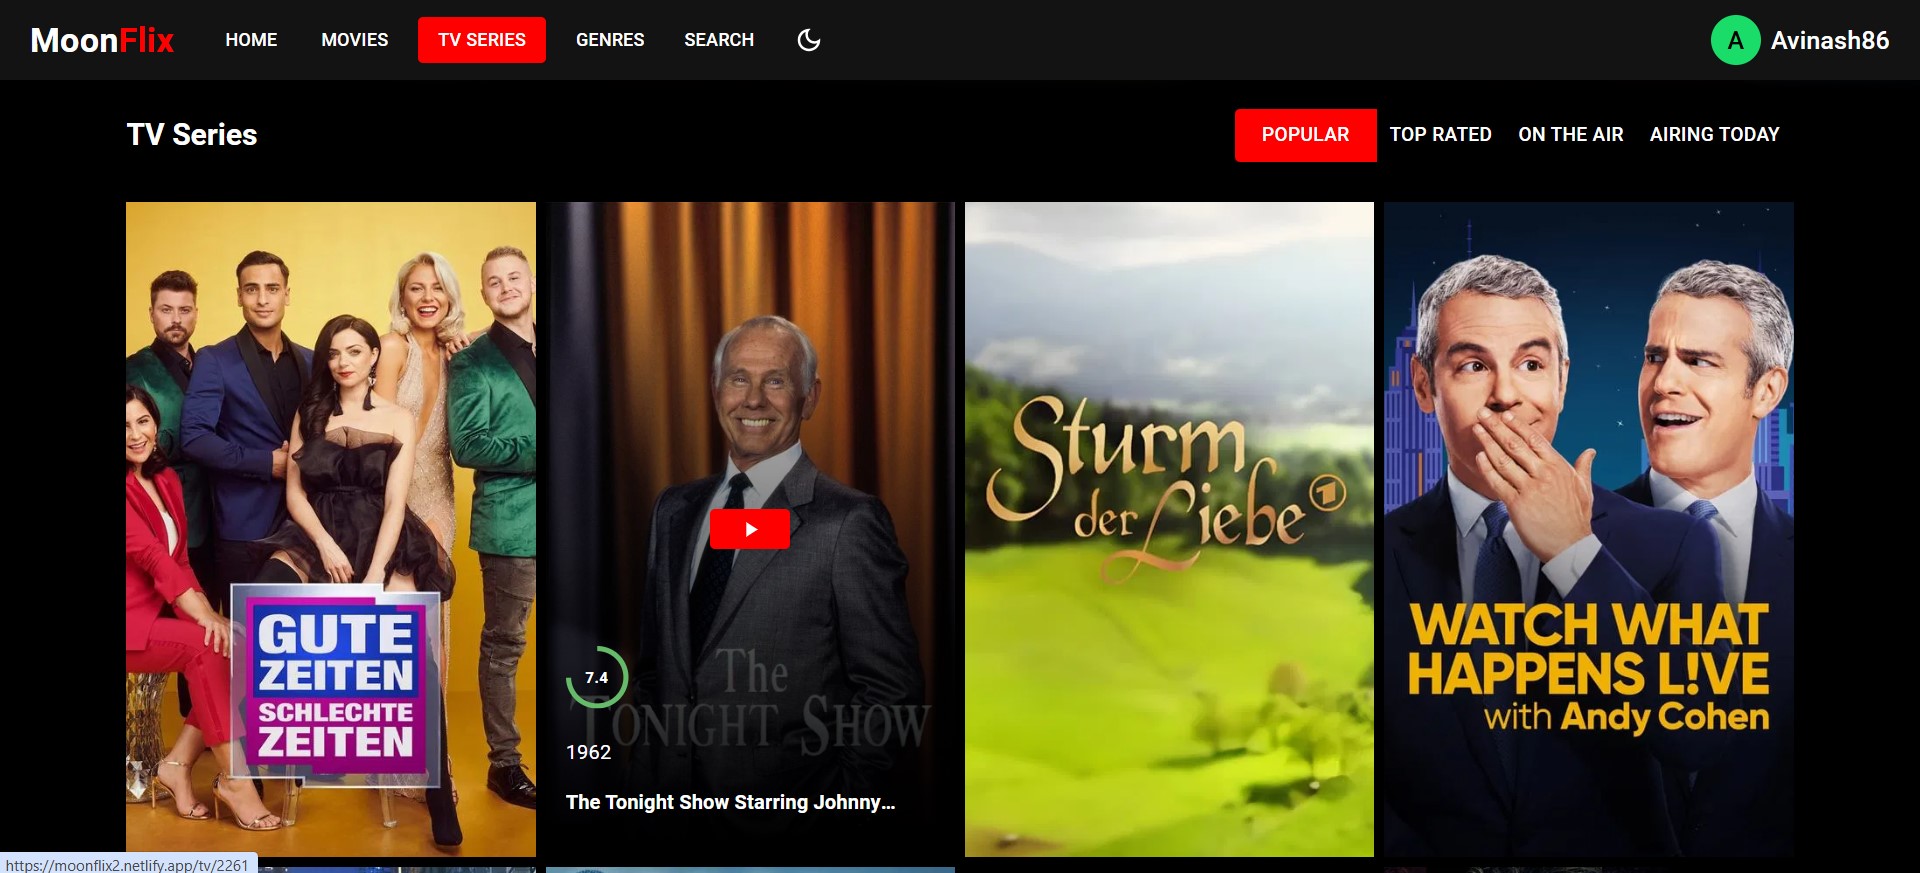 MoonFlix HOME MOVIES TV SERIES GENRES SEARCH A Avinash86
TV Series POPULAR TOP RATED ON THE AIR AIRING TODAY
GUTE
ZEITEN
SCHLECHTE
ZEITEN
The
TONIGHT SHOW
7.4
1962
The Tonight Show Starring Johnny...
Sturm
der Liebe
1
WATCH WHAT
HAPPENS L!VE
with Andy Cohen
https://moonflix2.netlify.app/tv/2261